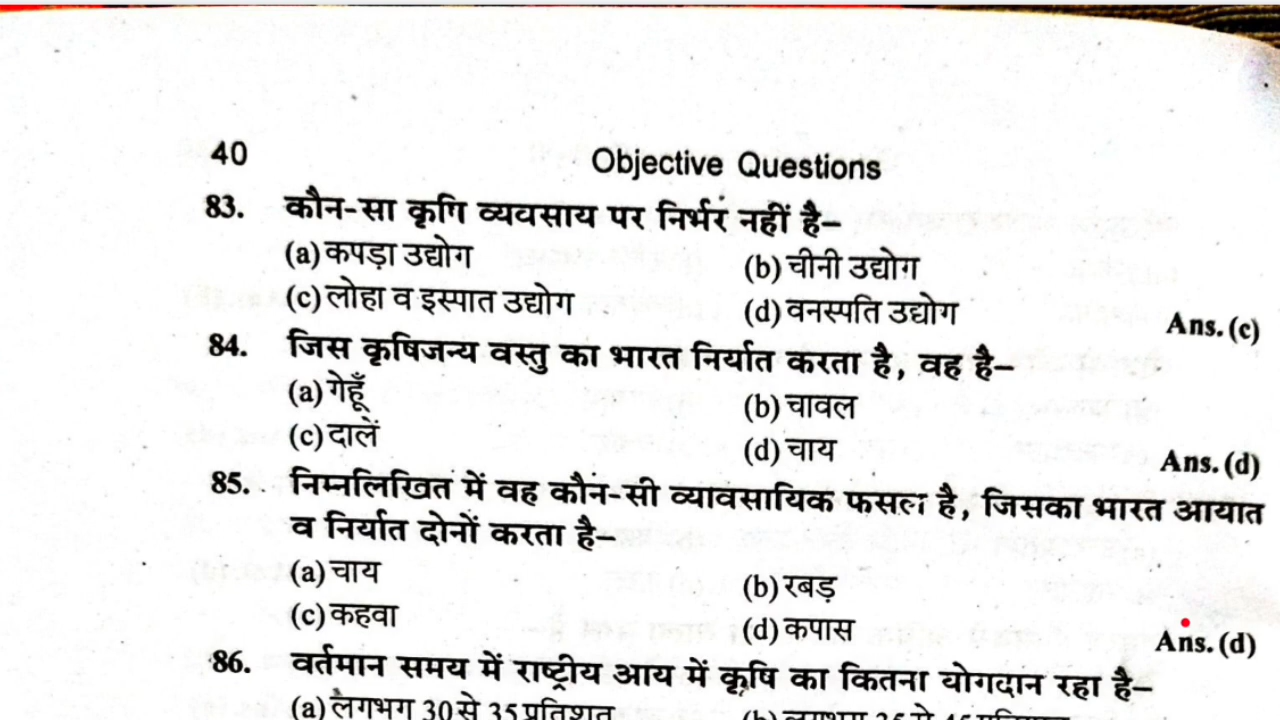 40
Objective Questions
83. कौन-सा कृगि व्यवसाय पर निर्भर नहीं है–
(a) कपड़ा उद्योग
(b) चीनी उद्योग
(c) लोहा व इस्पात उद्योग
(d) वनस्पति उद्योग
Ans. (c)
84. जिस कृषिजन्य वस्तु का भारत निर्यात करता है, वह है–
(a) गेहूँ
(b) चावल
(c) दालें
(d) चाय
Ans. (d)
85. निम्नलिखित में वह कौन-सी व्यावसायिक फसल है, जिसका भारत आयात
व निर्यात दोनों करता है–
(a) चाय
(b) रबड़
(c) कहवा
(d) कपास
Ans. (d)
86. वर्तमान समय में राष्ट्रीय आय में कृषि का कितना योगदान रहा है–
(a) लगभग 30 से 35 प्रतिशत
(b) लगभग